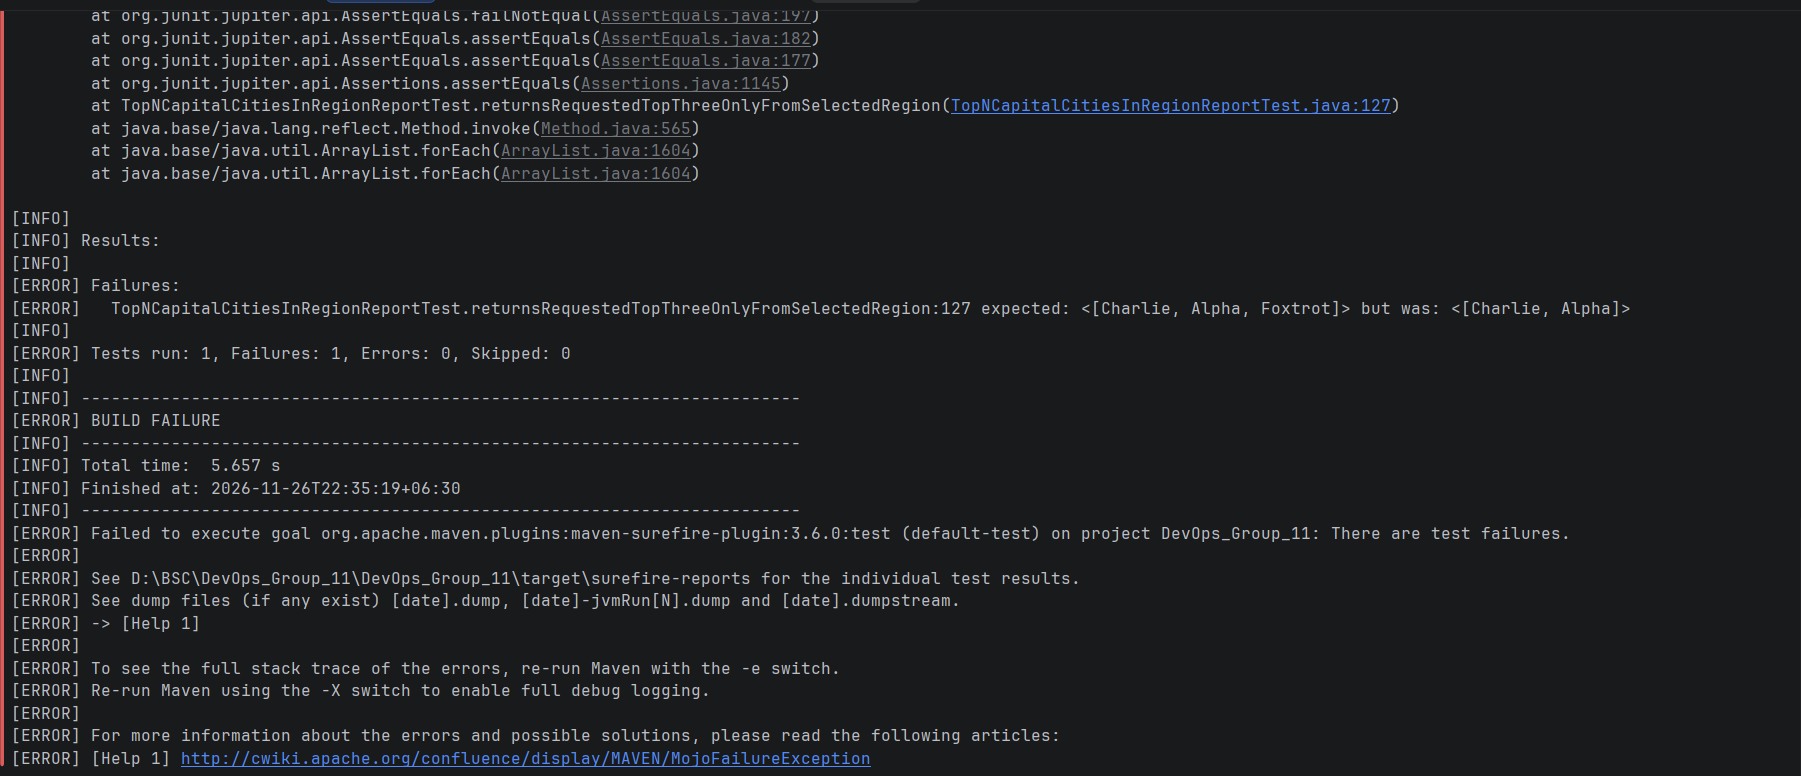 at org.junit.jupiter.api.AssertEquals.failNotEqual(AssertEquals.java:197)
at org.junit.jupiter.api.AssertEquals.assertEquals(AssertEquals.java:182)
at org.junit.jupiter.api.AssertEquals.assertEquals(AssertEquals.java:177)
at org.junit.jupiter.api.Assertions.assertEquals(Assertions.java:1145)
at TopNCapitalCitiesInRegionReportTest.returnsRequestedTopThreeOnlyFromSelectedRegion(TopNCapitalCitiesInRegionReportTest.java:127)
at java.base/java.lang.reflect.Method.invoke(Method.java:565)
at java.base/java.util.ArrayList.forEach(ArrayList.java:1604)
at java.base/java.util.ArrayList.forEach(ArrayList.java:1604)
[INFO]
[INFO] Results:
[INFO]
[ERROR] Failures:
[ERROR]   TopNCapitalCitiesInRegionReportTest.returnsRequestedTopThreeOnlyFromSelectedRegion:127 expected: <[Charlie, Alpha, Foxtrot]> but was: <[Charlie, Alpha]>
[INFO]
[ERROR] Tests run: 1, Failures: 1, Errors: 0, Skipped: 0
[INFO]
[INFO] ------------------------------------------------------------------------
[ERROR] BUILD FAILURE
[INFO] ------------------------------------------------------------------------
[INFO] Total time:  5.657 s
[INFO] Finished at: 2026-11-26T22:35:19+06:30
[INFO] ------------------------------------------------------------------------
[ERROR] Failed to execute goal org.apache.maven.plugins:maven-surefire-plugin:3.6.0:test (default-test) on project DevOps_Group_11: There are test failures.
[ERROR]
[ERROR] See D:\BSC\DevOps_Group_11\DevOps_Group_11\target\surefire-reports for the individual test results.
[ERROR] See dump files (if any exist) [date].dump, [date]-jvmRun[N].dump and [date].dumpstream.
[ERROR] -> [Help 1]
[ERROR]
[ERROR] To see the full stack trace of the errors, re-run Maven with the -e switch.
[ERROR] Re-run Maven using the -X switch to enable full debug logging.
[ERROR]
[ERROR] For more information about the errors and possible solutions, please read the following articles:
[ERROR] [Help 1] http://cwiki.apache.org/confluence/display/MAVEN/MojoFailureException